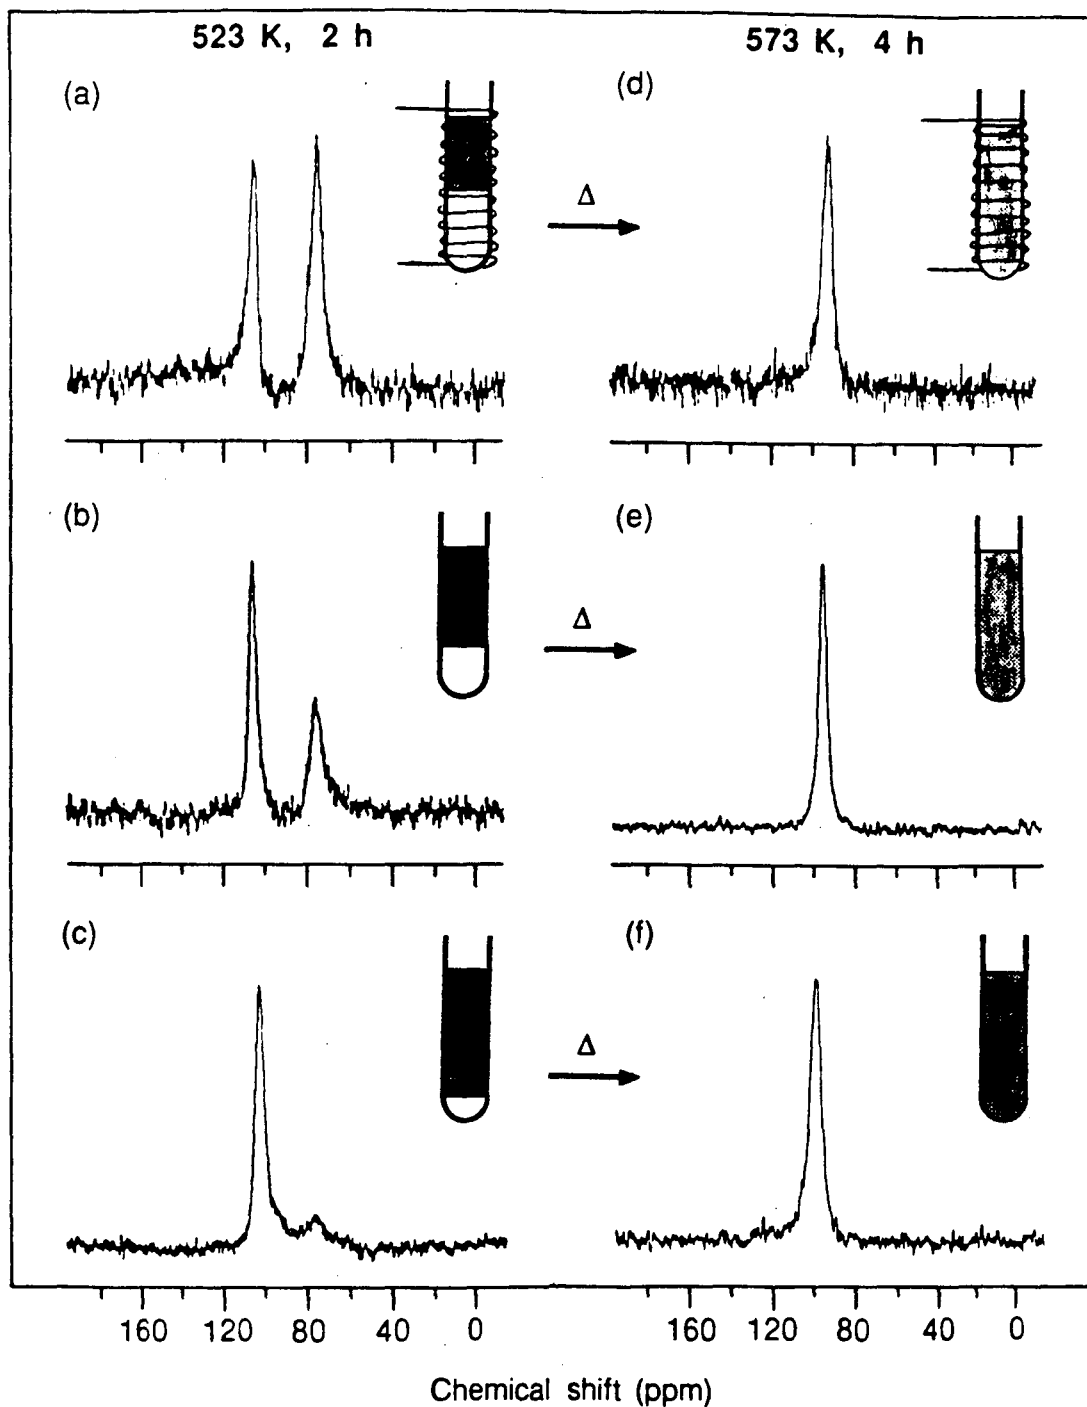 523 K, 2 h
573 K, 4 h
(a)
(d)
Δ
(b)
(e)
Δ
(c)
(f)
Δ
160 120 80 40 0
160 120 80 40 0
Chemical shift (ppm)